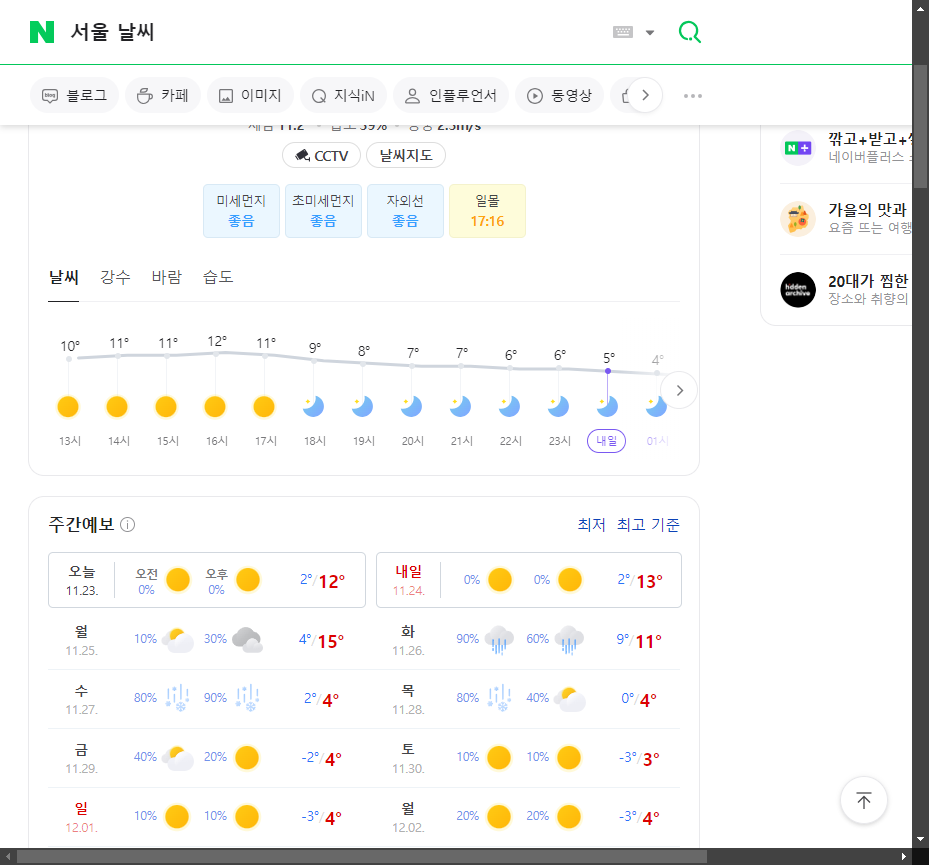 N 서울 날씨
블로그 카페 이미지 지식iN 인플루언서 동영상
체감 11.2° · 습도 39% · 풍향 2.3m/s
CCTV 날씨지도
미세먼지 초미세먼지 자외선 일몰
좋음 좋음 좋음 17:16
날씨 강수 바람 습도
10° 11° 11° 12° 11° 9° 8° 7° 7° 6° 6° 5° 4°
13시 14시 15시 16시 17시 18시 19시 20시 21시 22시 23시 내일 01시
주간예보 최저 최고 기준
오늘 11.23. 오전 0% 오후 0% 2°/12°
내일 11.24. 0% 0% 2°/13°
월 11.25. 10% 30% 4°/15°
화 11.26. 90% 60% 9°/11°
수 11.27. 80% 90% 2°/4°
목 11.28. 80% 40% 0°/4°
금 11.29. 40% 20% -2°/4°
토 11.30. 10% 10% -3°/3°
일 12.01. 10% 10% -3°/4°
월 12.02. 20% 20% -3°/4°
깎고+받고+
네이버플러스
가을의 맛과
요즘 뜨는 여행
hidden archive
20대가 찜한
장소와 취향의